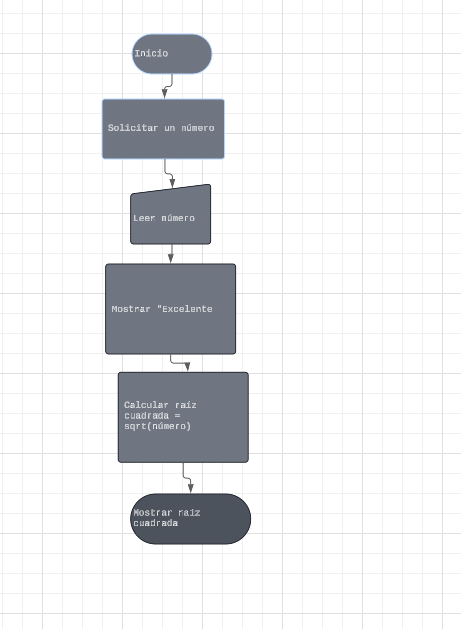 Inicio
Solicitar un número
Leer número
Mostrar "Excelente
Calcular raíz
cuadrada =
sqrt(número)
Mostrar raíz
cuadrada